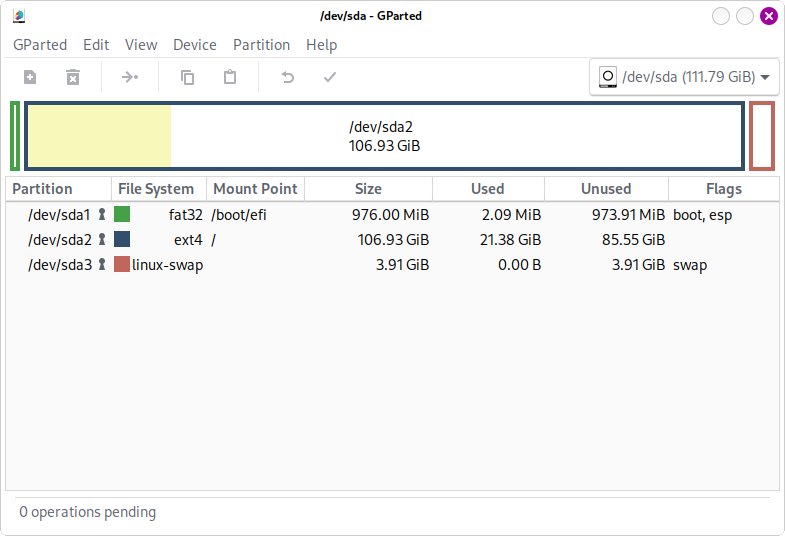 /dev/sda - GParted
GParted Edit View Device Partition Help
/dev/sda (111.79 GiB)
/dev/sda2
106.93 GiB
Partition File System Mount Point Size Used Unused Flags
/dev/sda1 fat32 /boot/efi 976.00 MiB 2.09 MiB 973.91 MiB boot, esp
/dev/sda2 ext4 / 106.93 GiB 21.38 GiB 85.55 GiB
/dev/sda3 linux-swap 3.91 GiB 0.00 B 3.91 GiB swap
0 operations pending